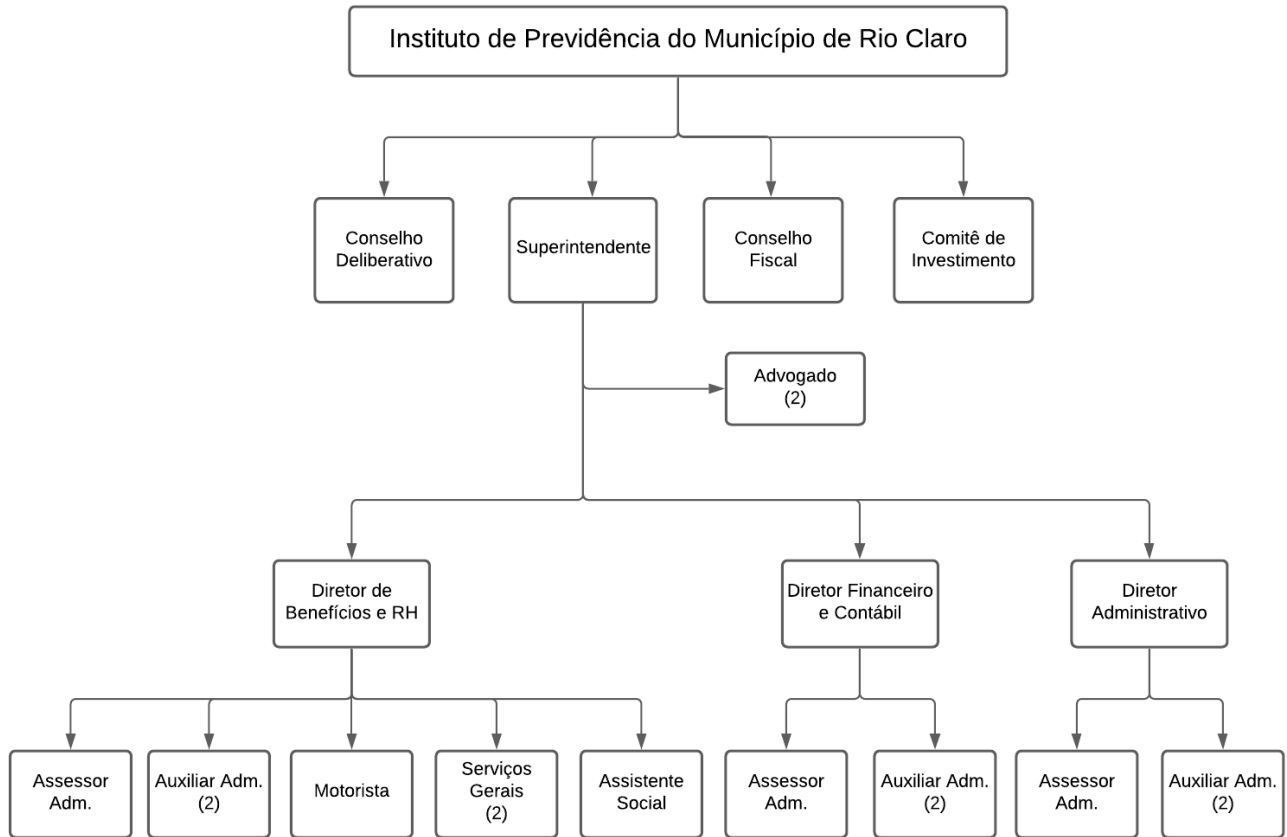 Instituto de Previdência do Município de Rio Claro
Conselho
Deliberativo
Superintendente
Conselho
Fiscal
Comitê de
Investimento
Advogado
(2)
Diretor de
Benefícios e RH
Diretor Financeiro
e Contábil
Diretor
Administrativo
Assessor
Adm.
Auxiliar Adm.
(2)
Motorista
Serviços
Gerais
(2)
Assistente
Social
Assessor
Adm.
Auxiliar Adm.
(2)
Assessor
Adm.
Auxiliar Adm.
(2)